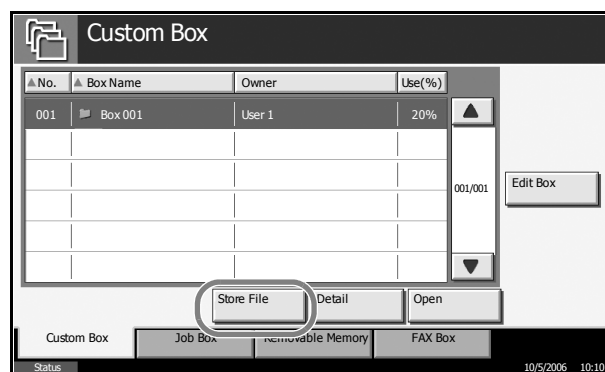 Custom Box
No. Box Name Owner Use(%)
001 Box 001 User 1 20%
001/001
Edit Box
Store File Detail Open
Custom Box Job Box Removable Memory FAX Box
Status 10/5/2006 10:10